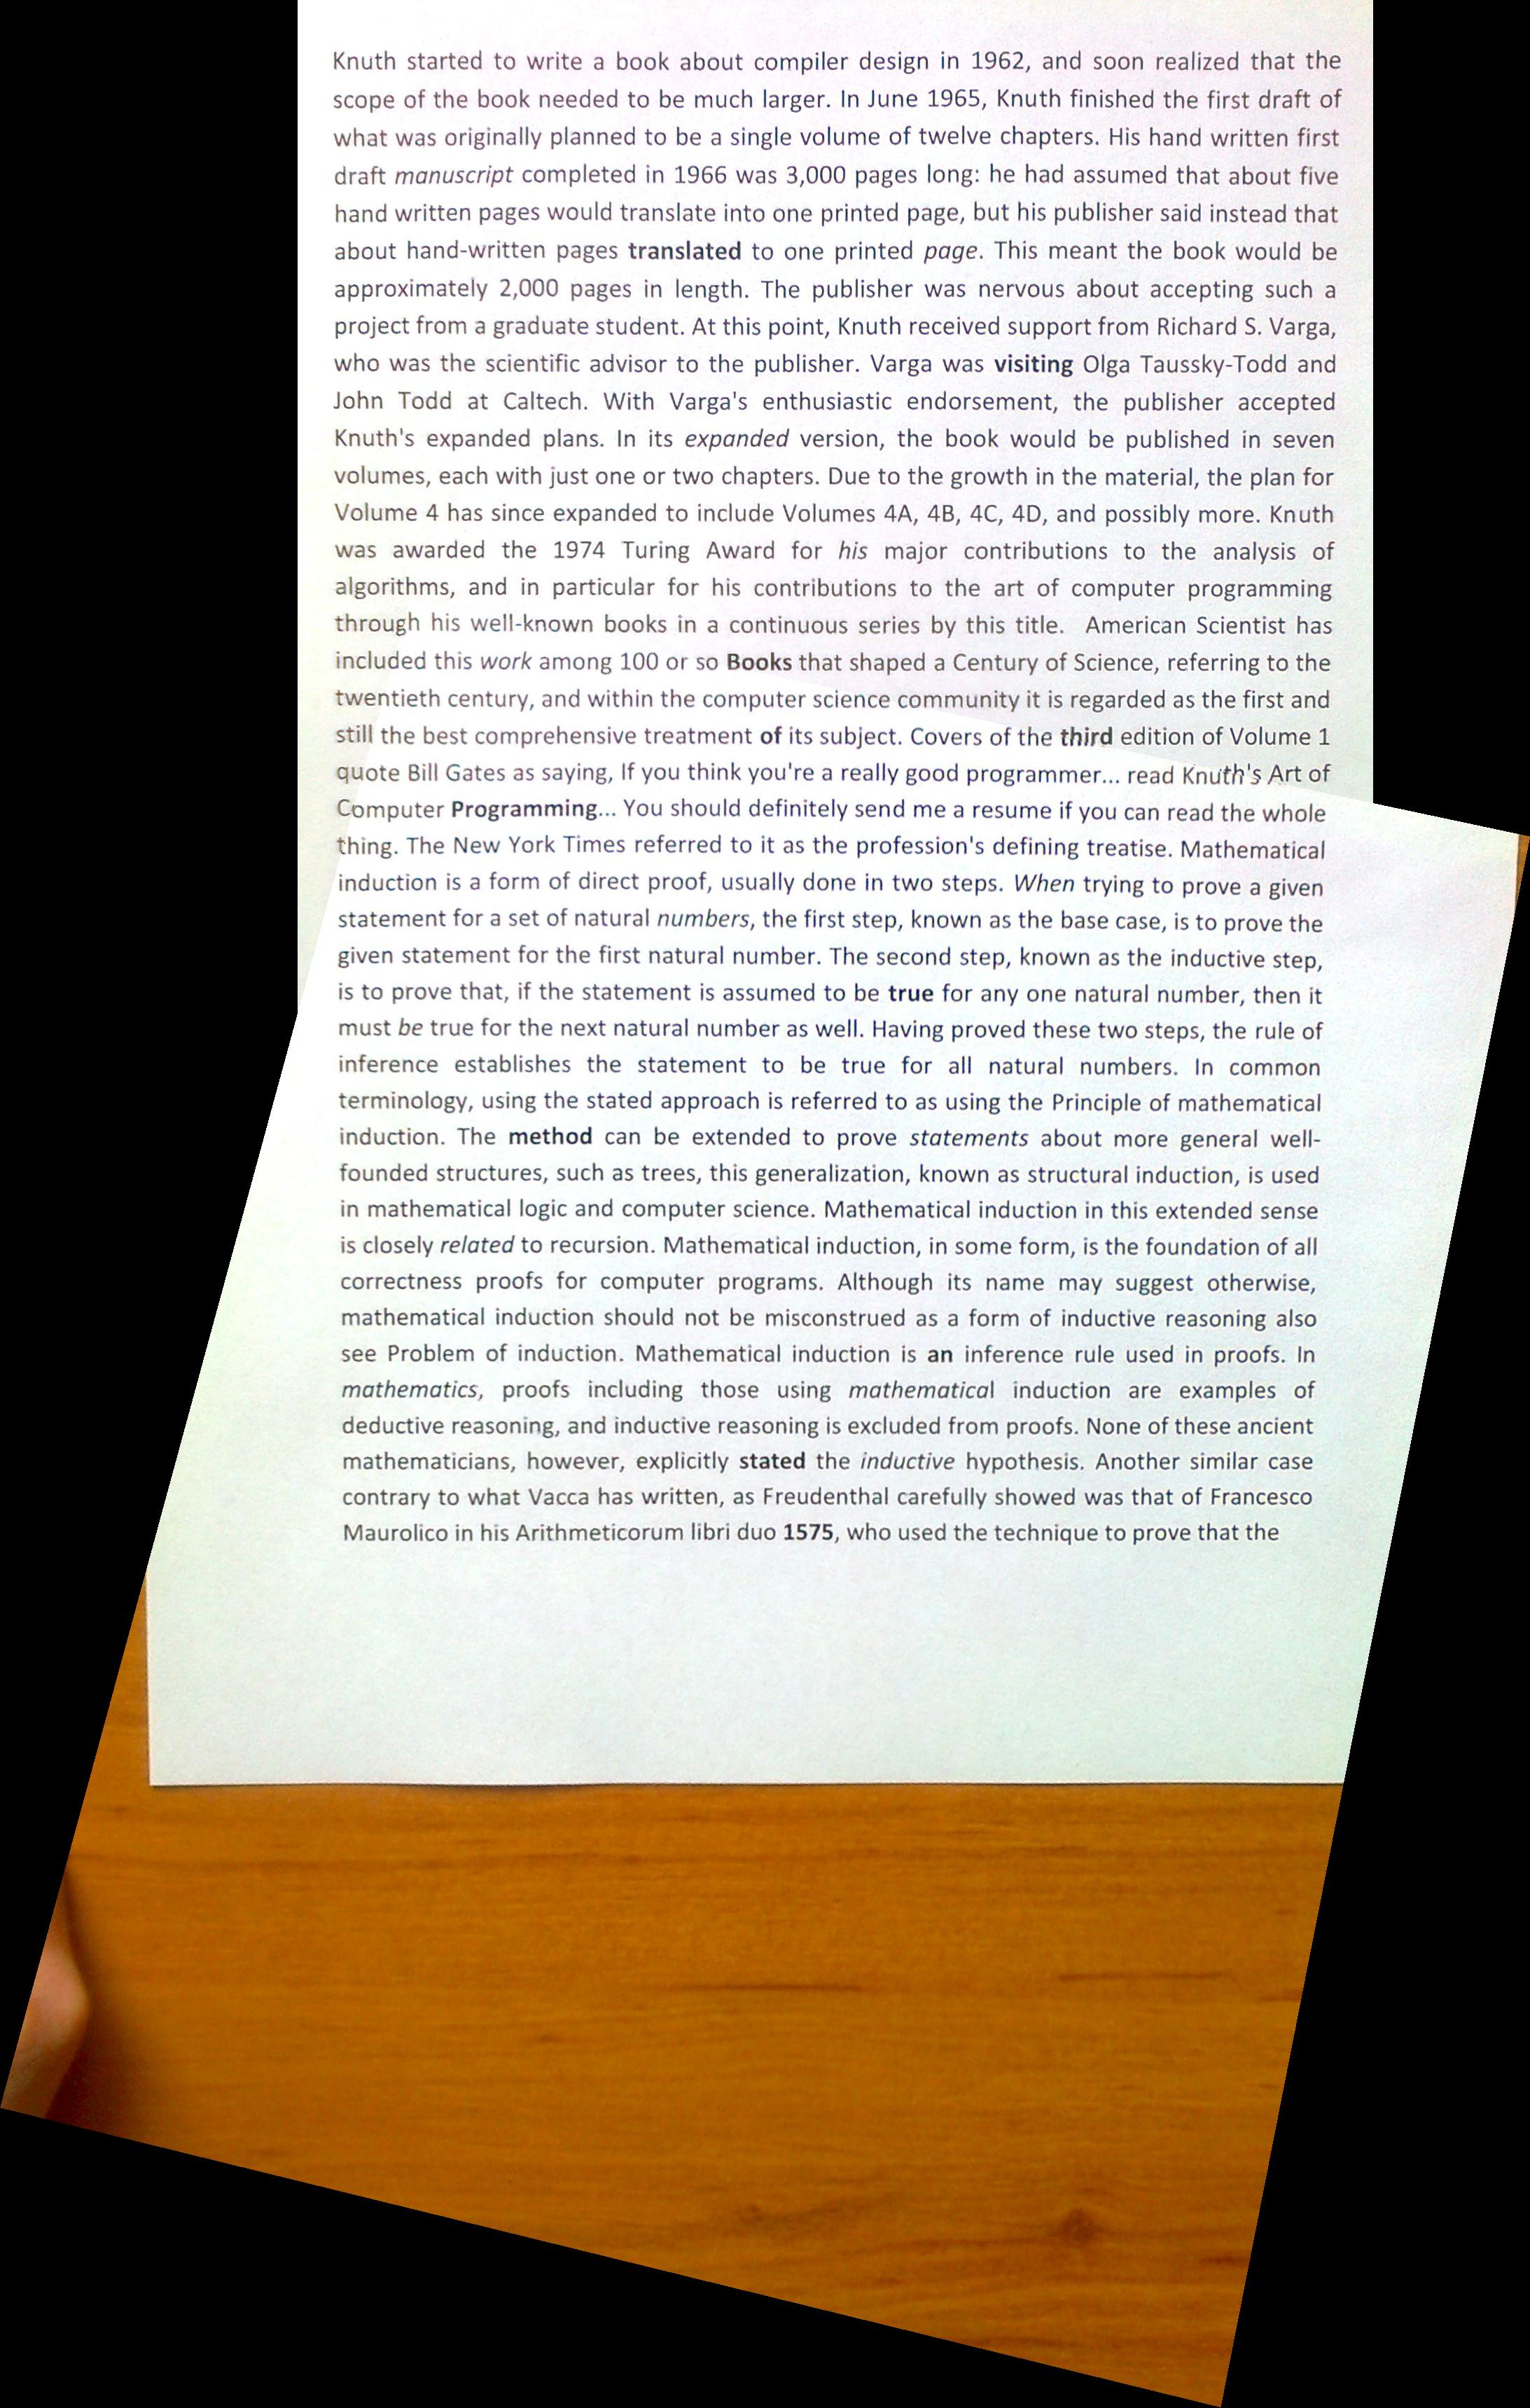 Knuth started to write a book about compiler design in 1962, and soon realized that the
scope of the book needed to be much larger. In June 1965, Knuth finished the first draft of
what was originally planned to be a single volume of twelve chapters. His hand written first
draft manuscript completed in 1966 was 3,000 pages long: he had assumed that about five
hand written pages would translate into one printed page, but his publisher said instead that
about hand-written pages translated to one printed page. This meant the book would be
approximately 2,000 pages in length. The publisher was nervous about accepting such a
project from a graduate student. At this point, Knuth received support from Richard S. Varga,
who was the scientific advisor to the publisher. Varga was visiting Olga Taussky-Todd and
John Todd at Caltech. With Varga's enthusiastic endorsement, the publisher accepted
Knuth's expanded plans. In its expanded version, the book would be published in seven
volumes, each with just one or two chapters. Due to the growth in the material, the plan for
Volume 4 has since expanded to include Volumes 4A, 4B, 4C, 4D, and possibly more. Knuth
was awarded the 1974 Turing Award for his major contributions to the analysis of
algorithms, and in particular for his contributions to the art of computer programming
through his well-known books in a continuous series by this title. American Scientist has
included this work among 100 or so Books that shaped a Century of Science, referring to the
twentieth century, and within the computer science community it is regarded as the first and
still the best comprehensive treatment of its subject. Covers of the third edition of Volume 1
quote Bill Gates as saying, If you think you're a really good programmer... read Knuth's Art of
Computer Programming... You should definitely send me a resume if you can read the whole
thing. The New York Times referred to it as the profession's defining treatise. Mathematical
induction is a form of direct proof, usually done in two steps. When trying to prove a given
statement for a set of natural numbers, the first step, known as the base case, is to prove the
given statement for the first natural number. The second step, known as the inductive step,
is to prove that, if the statement is assumed to be true for any one natural number, then it
must be true for the next natural number as well. Having proved these two steps, the rule of
inference establishes the statement to be true for all natural numbers. In common
terminology, using the stated approach is referred to as using the Principle of mathematical
induction. The method can be extended to prove statements about more general well-
founded structures, such as trees, this generalization, known as structural induction, is used
in mathematical logic and computer science. Mathematical induction in this extended sense
is closely related to recursion. Mathematical induction, in some form, is the foundation of all
correctness proofs for computer programs. Although its name may suggest otherwise,
mathematical induction should not be misconstrued as a form of inductive reasoning also
see Problem of induction. Mathematical induction is an inference rule used in proofs. In
mathematics, proofs including those using mathematical induction are examples of
deductive reasoning, and inductive reasoning is excluded from proofs. None of these ancient
mathematicians, however, explicitly stated the inductive hypothesis. Another similar case
contrary to what Vacca has written, as Freudenthal carefully showed was that of Francesco
Maurolico in his Arithmeticorum libri duo 1575, who used the technique to prove that the